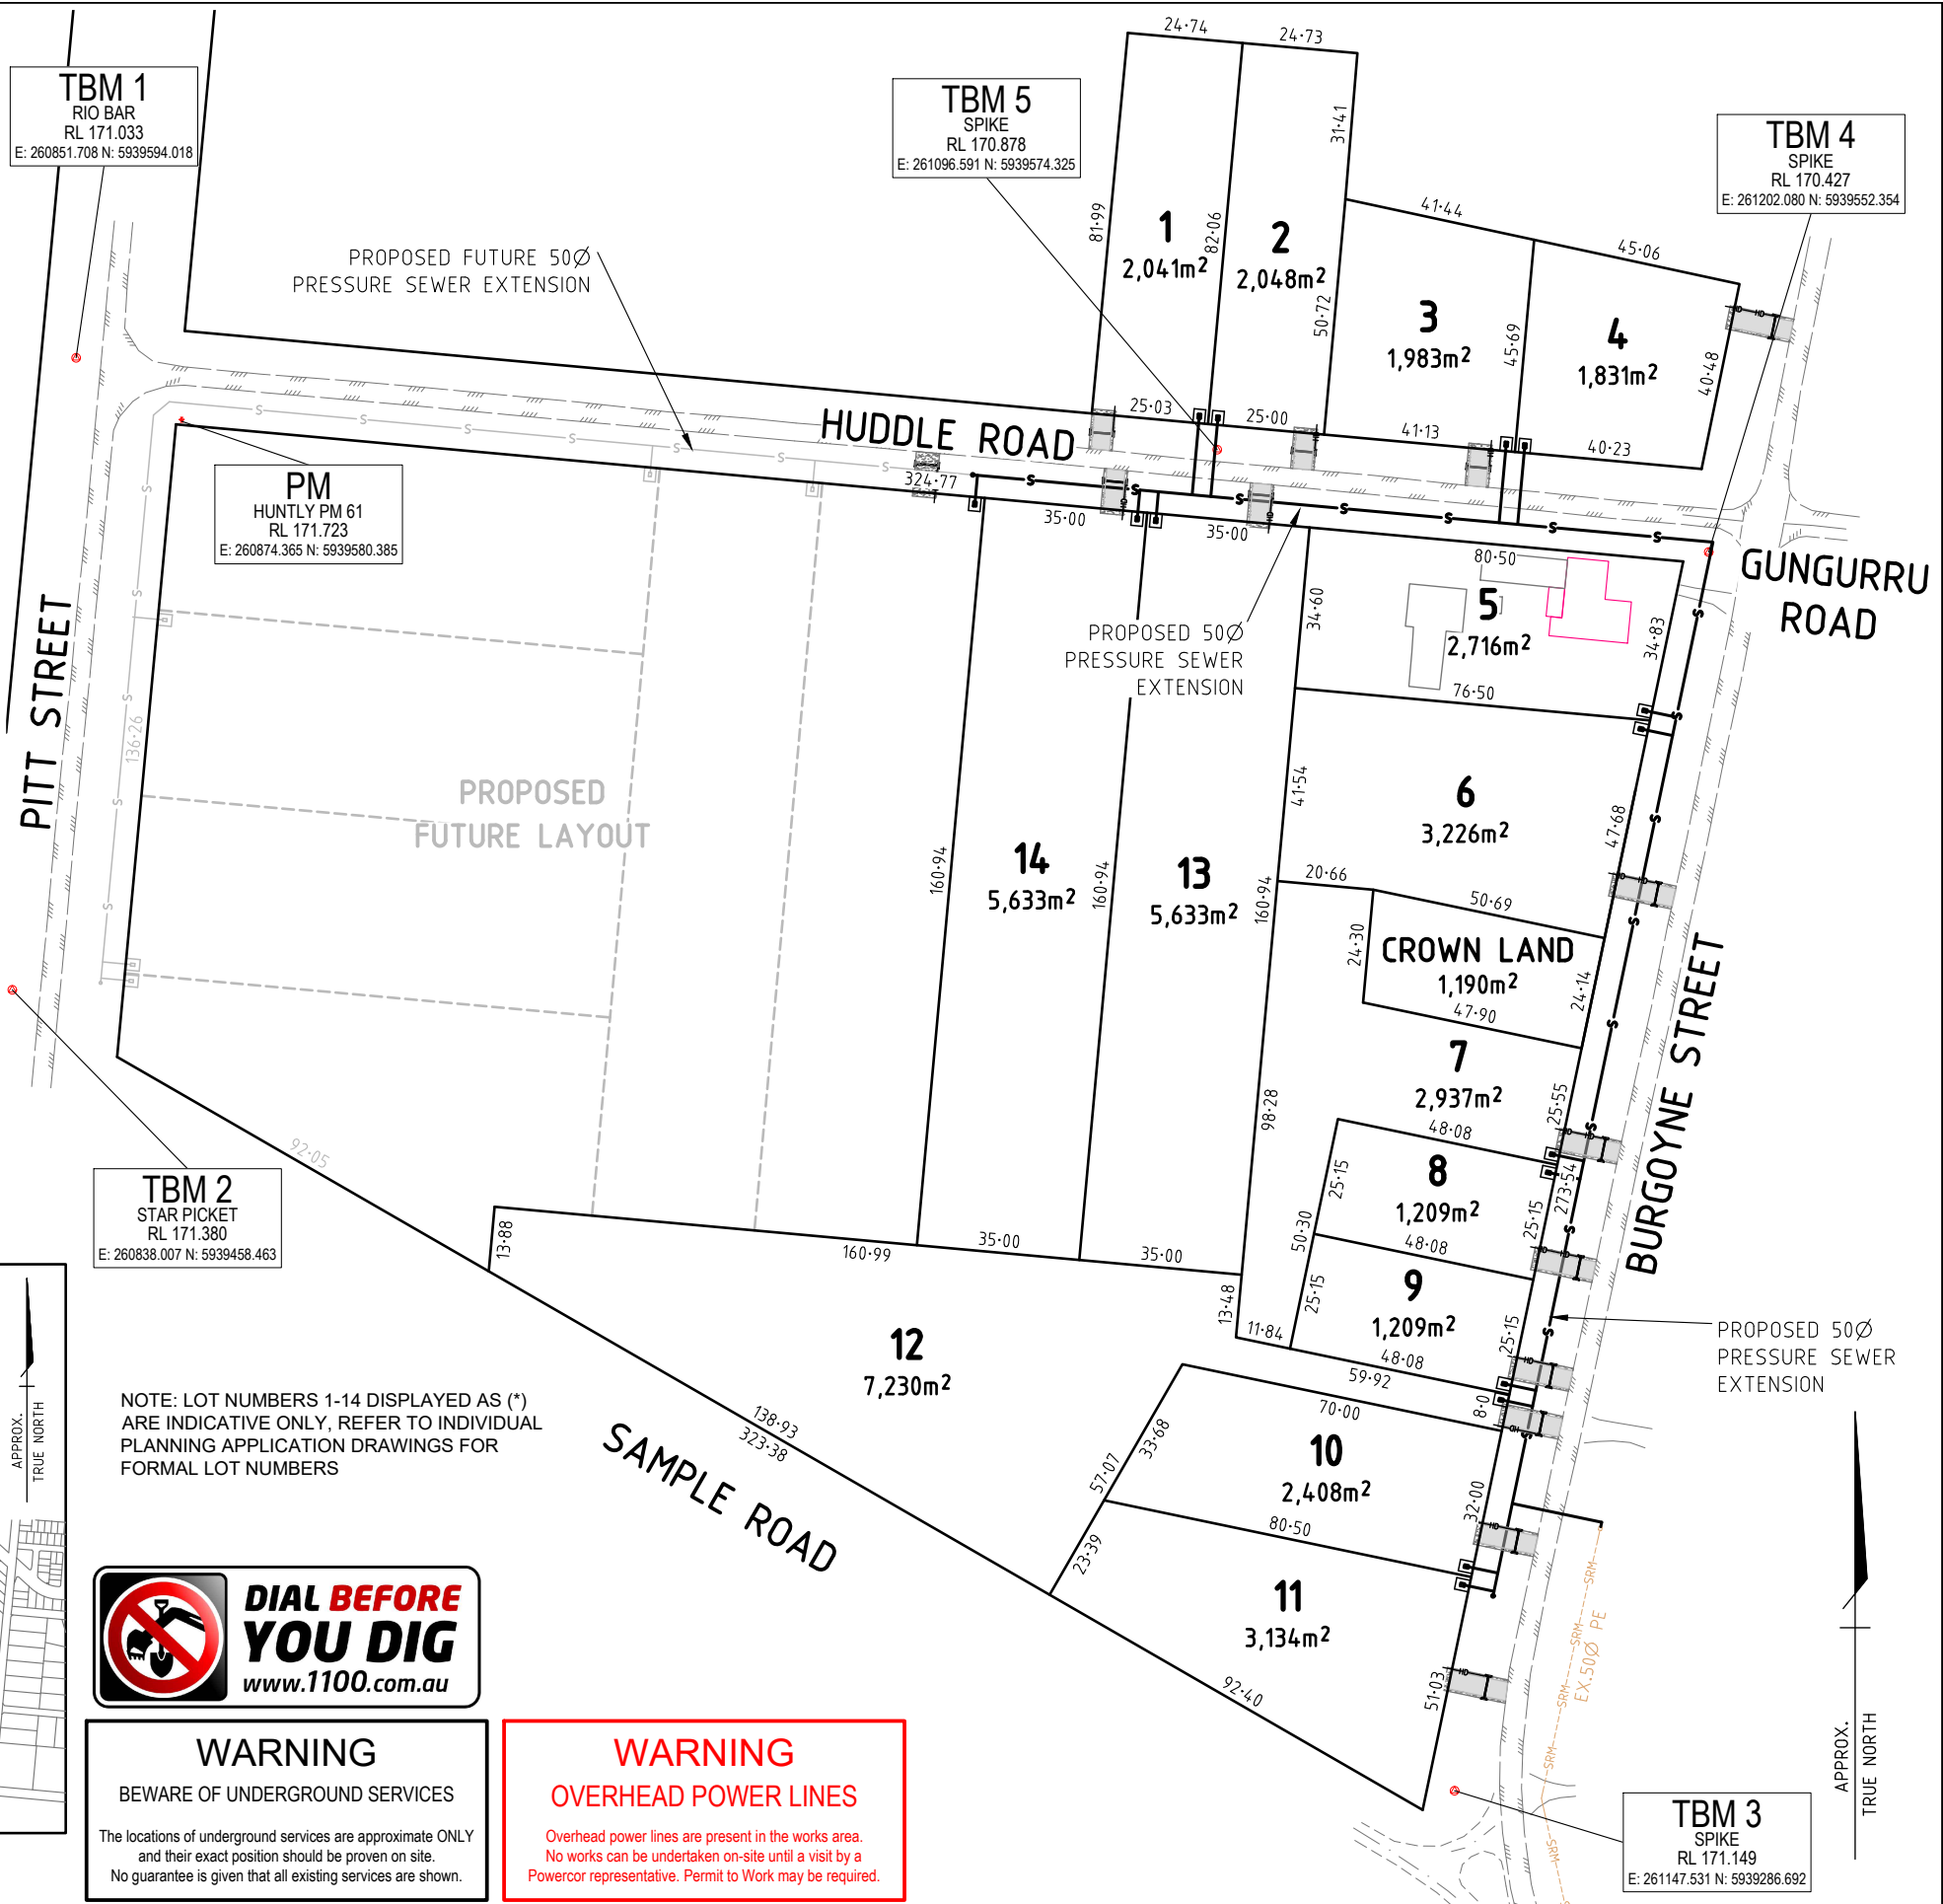 TBM 1
RIO BAR
RL 171.033
E: 260851.708 N: 5939594.018
TBM 5
SPIKE
RL 170.878
E: 261096.591 N: 5939574.325
TBM 4
SPIKE
RL 170.427
E: 261202.080 N: 5939552.354
24·74
24·73
31·41
81·99
82·06
50·72
1
2,041m²
2
2,048m²
41·44
45·06
3
1,983m²
45·69
4
1,831m²
40·48
PROPOSED FUTURE 50Ø
PRESSURE SEWER EXTENSION
HUDDLE ROAD
25·03
25·00
41·13
40·23
324·77
35·00
35·00
80·50
PM
HUNTLY PM 61
RL 171.723
E: 260874.365 N: 5939580.385
GUNGURRU
ROAD
PITT STREET
136·26
PROPOSED 50Ø
PRESSURE SEWER
EXTENSION
34·60
5
2,716m²
34·83
76·50
PROPOSED
FUTURE LAYOUT
41·54
6
3,226m²
47·68
14
5,633m²
13
5,633m²
160·94
160·94
160·94
20·66
50·69
24·30
CROWN LAND
1,190m²
24·14
47·90
BURGOYNE STREET
7
2,937m²
25·55
98·28
48·08
8
1,209m²
25·15
25·15
273·54
50·30
48·08
9
1,209m²
25·15
25·15
48·08
92·05
TBM 2
STAR PICKET
RL 171.380
E: 260838.007 N: 5939458.463
13·88
160·99
35·00
35·00
13·48
11·84
59·92
8·0
12
7,230m²
PROPOSED 50Ø
PRESSURE SEWER
EXTENSION
70·00
10
2,408m²
33·68
57·07
32·00
80·50
23·39
11
3,134m²
51·03
92·40
138·93
323·38
SAMPLE ROAD
NOTE: LOT NUMBERS 1-14 DISPLAYED AS (*)
ARE INDICATIVE ONLY, REFER TO INDIVIDUAL
PLANNING APPLICATION DRAWINGS FOR
FORMAL LOT NUMBERS
APPROX.
TRUE NORTH
DIAL BEFORE
YOU DIG
www.1100.com.au
WARNING
BEWARE OF UNDERGROUND SERVICES
The locations of underground services are approximate ONLY
and their exact position should be proven on site.
No guarantee is given that all existing services are shown.
WARNING
OVERHEAD POWER LINES
Overhead power lines are present in the works area.
No works can be undertaken on-site until a visit by a
Powercor representative. Permit to Work may be required.
SRM
SRM
EX.50Ø PE
SRM
SRM
SRM
APPROX.
TRUE NORTH
TBM 3
SPIKE
RL 171.149
E: 261147.531 N: 5939286.692